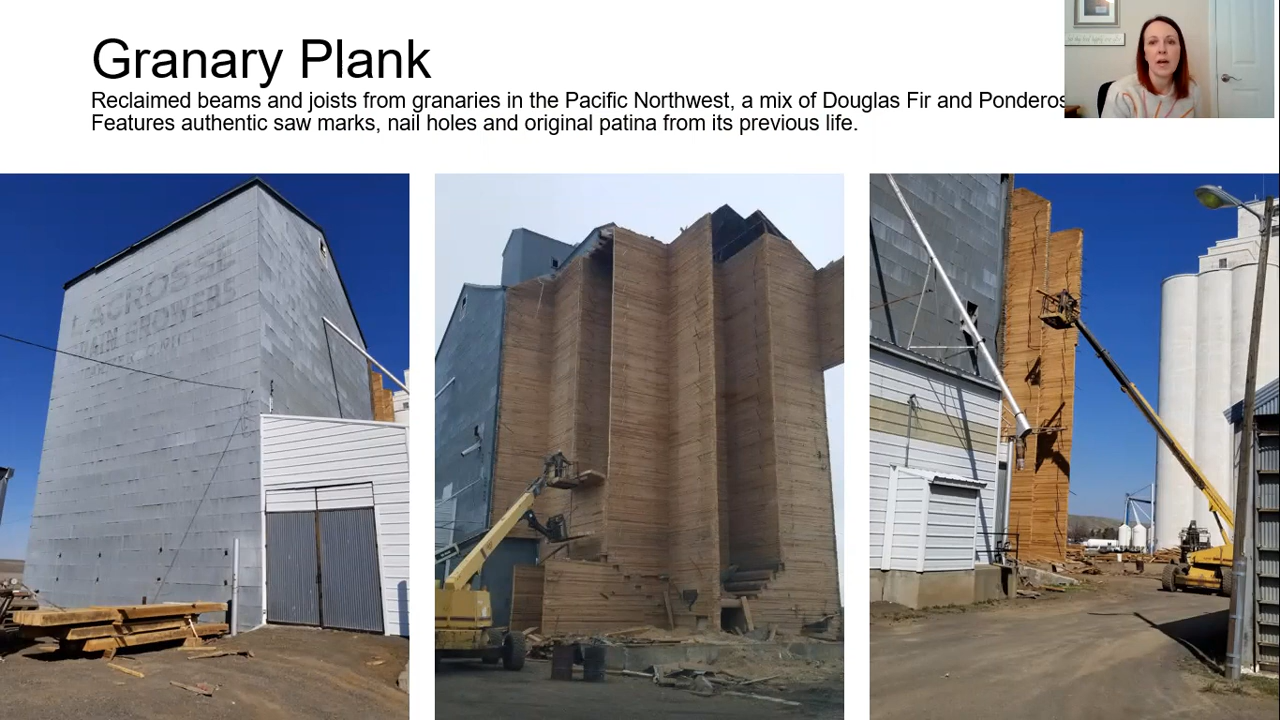 Granary Plank
Reclaimed beams and joists from granaries in the Pacific Northwest, a mix of Douglas Fir and
Features authentic saw marks, nail holes and original patina from its previous life.
LACROSSE
GRAIN GROWERS